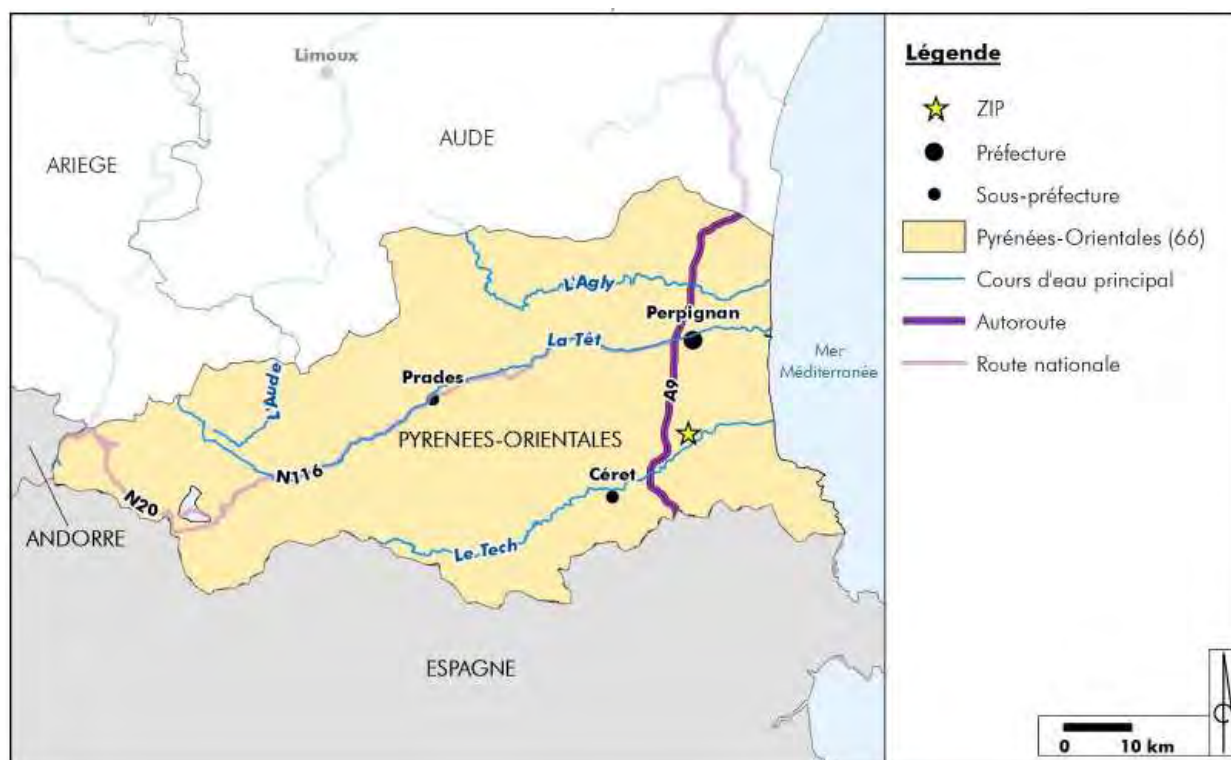 Limoux
AUDE
ARIEGE
L'Agly
Perpignan
La Têt
Mer
Méditerranée
Prades
L'Aude
A9
PYRENEES-ORIENTALES
N116
Céret
N20
ANDORRE
Le Tech
ESPAGNE
Légende
ZIP
Préfecture
Sous-préfecture
Pyrénées-Orientales (66)
Cours d'eau principal
Autoroute
Route nationale
0 10 km